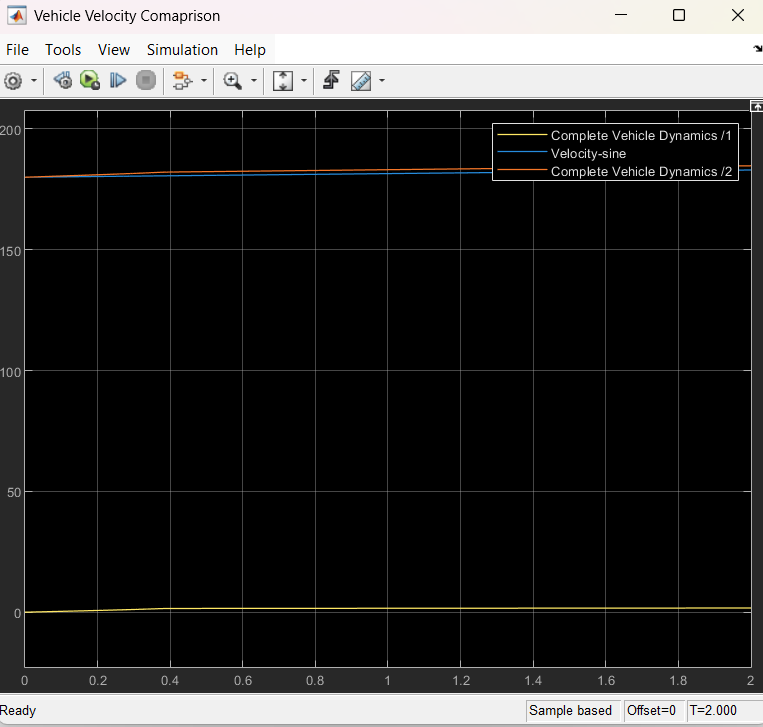 Vehicle Velocity Comaprison
File Tools View Simulation Help
Complete Vehicle Dynamics /1
Velocity-sine
Complete Vehicle Dynamics /2
200
150
100
50
0
0 0.2 0.4 0.6 0.8 1 1.2 1.4 1.6 1.8 2
Ready Sample based Offset=0 T=2.000